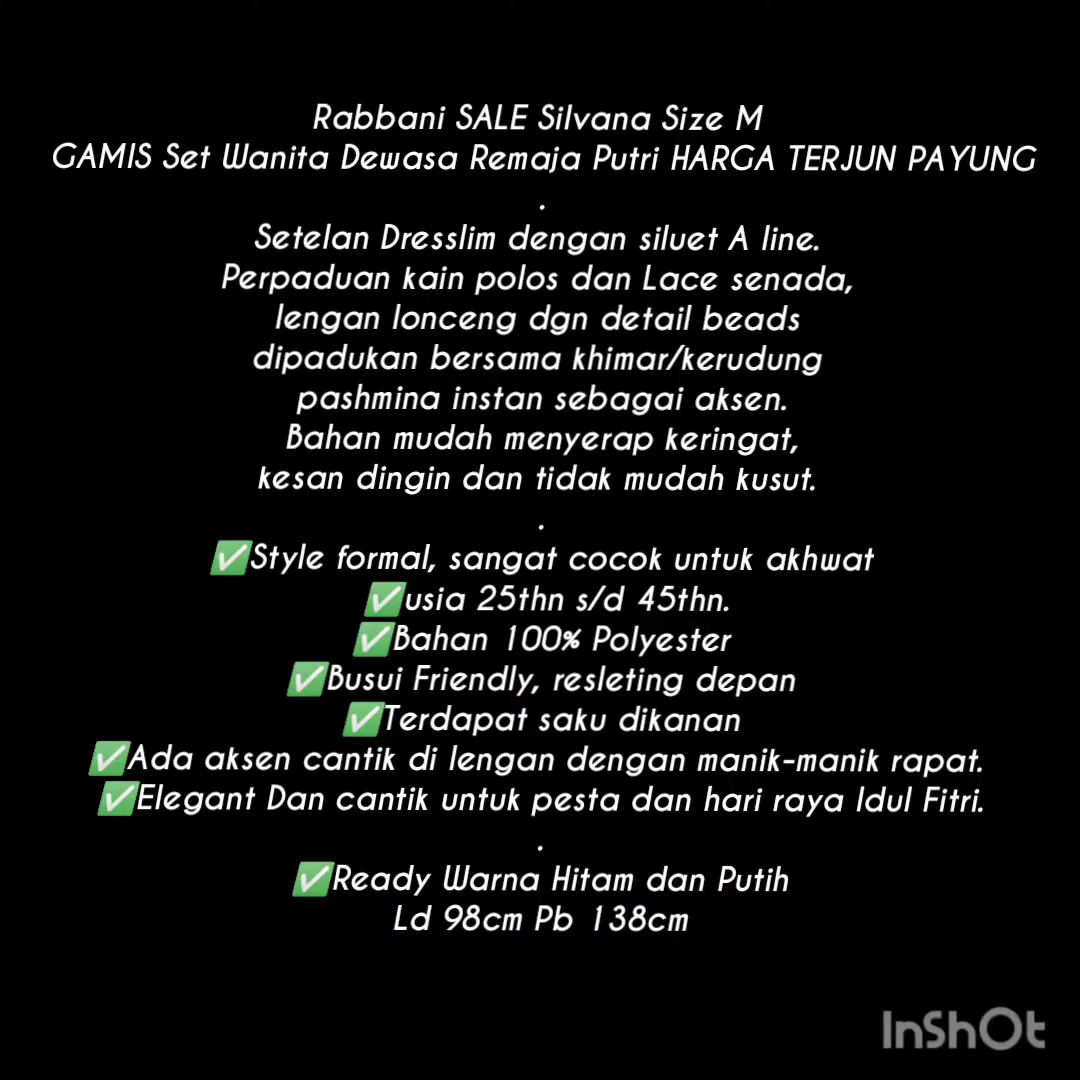 Rabbani SALE Silvana Size M
GAMIS Set Wanita Dewasa Remaja Putri HARGA TERJUN PAYUNG
.
Setelan Dresslim dengan siluet A line.
Perpaduan kain polos dan Lace senada,
lengan lonceng dgn detail beads
dipadukan bersama khimar/kerudung
pashmina instan sebagai aksen.
Bahan mudah menyerap keringat,
kesan dingin dan tidak mudah kusut.
.
✅Style formal, sangat cocok untuk akhwat
✅usia 25thn s/d 45thn.
✅Bahan 100% Polyester
✅Busui Friendly, resleting depan
✅Terdapat saku dikanan
✅Ada aksen cantik di lengan dengan manik-manik rapat.
✅Elegant Dan cantik untuk pesta dan hari raya Idul Fitri.
.
✅Ready Warna Hitam dan Putih
Ld 98cm Pb 138cm
InShOt